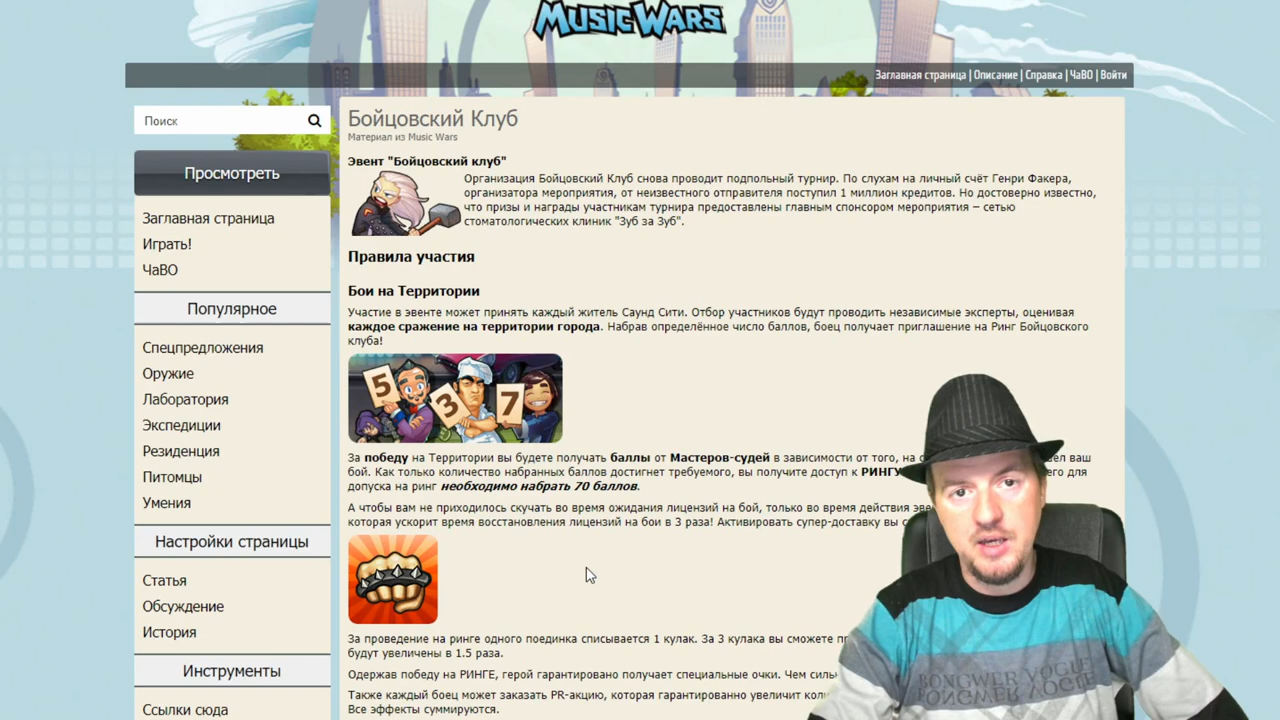 MUSIC WARS
Заглавная страница | Описание | Справка | ЧаВО | Войти
Поиск
Просмотреть
Заглавная страница
Играть!
ЧаВО
Популярное
Спецпредложения
Оружие
Лаборатория
Экспедиции
Резиденция
Питомцы
Умения
Настройки страницы
Статья
Обсуждение
История
Инструменты
Ссылки сюда
Бойцовский Клуб
Материал из Music Wars
Эвент "Бойцовский клуб"
Организация Бойцовский Клуб снова проводит подпольный турнир. По слухам на личный счёт Генри Факера,
организатора мероприятия, от неизвестного отправителя поступил 1 миллион кредитов. Но достоверно известно,
что призы и награды участникам турнира предоставлены главным спонсором мероприятия – сетью
стоматологических клиник "Зуб за Зуб".
Правила участия
Бои на Территории
Участие в эвенте может принять каждый житель Саунд Сити. Отбор участников будут проводить независимые эксперты, оценивая
каждое сражение на территории города. Набрав определённое число баллов, боец получает приглашение на Ринг Бойцовского
клуба!
5 3 7
За победу на Территории вы будете получать баллы от Мастеров-судей в зависимости от того, на ваш
бой. Как только количество набранных баллов достигнет требуемого, вы получите доступ к РИНГУ для
допуска на ринг необходимо набрать 70 баллов.
А чтобы вам не приходилось скучать во время ожидания лицензий на бой, только во время действия
которая ускорит время восстановления лицензий на бои в 3 раза! Активировать супер-доставку вы
За проведение на ринге одного поединка списывается 1 кулак. За 3 кулака вы сможете
будут увеличены в 1.5 раза.
Одержав победу на РИНГЕ, герой гарантировано получает специальные очки. Чем
Также каждый боец может заказать PR-акцию, которая гарантированно увеличит
Все эффекты суммируются.
BONGWER VOGUE